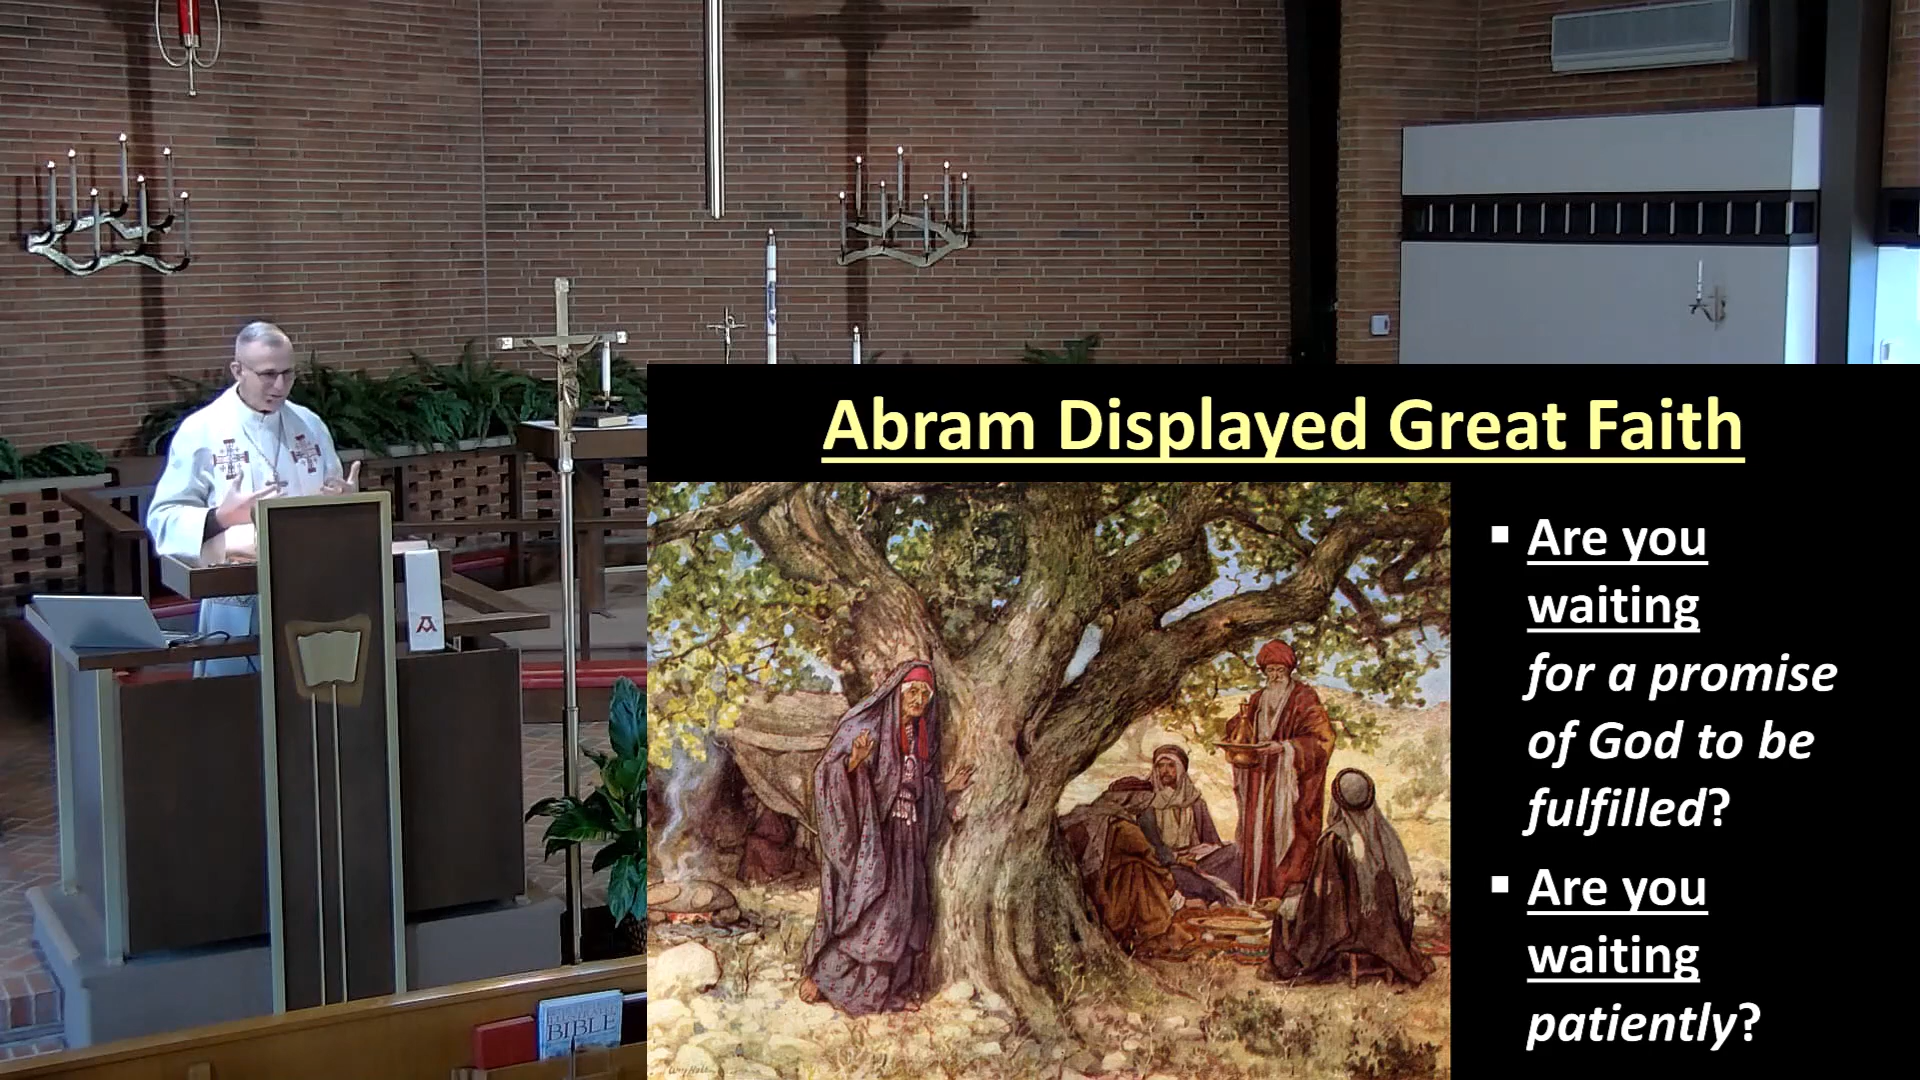 Abram Displayed Great Faith
▪ Are you
waiting
for a promise
of God to be
fulfilled?
▪ Are you
waiting
patiently?
BIBLE
A